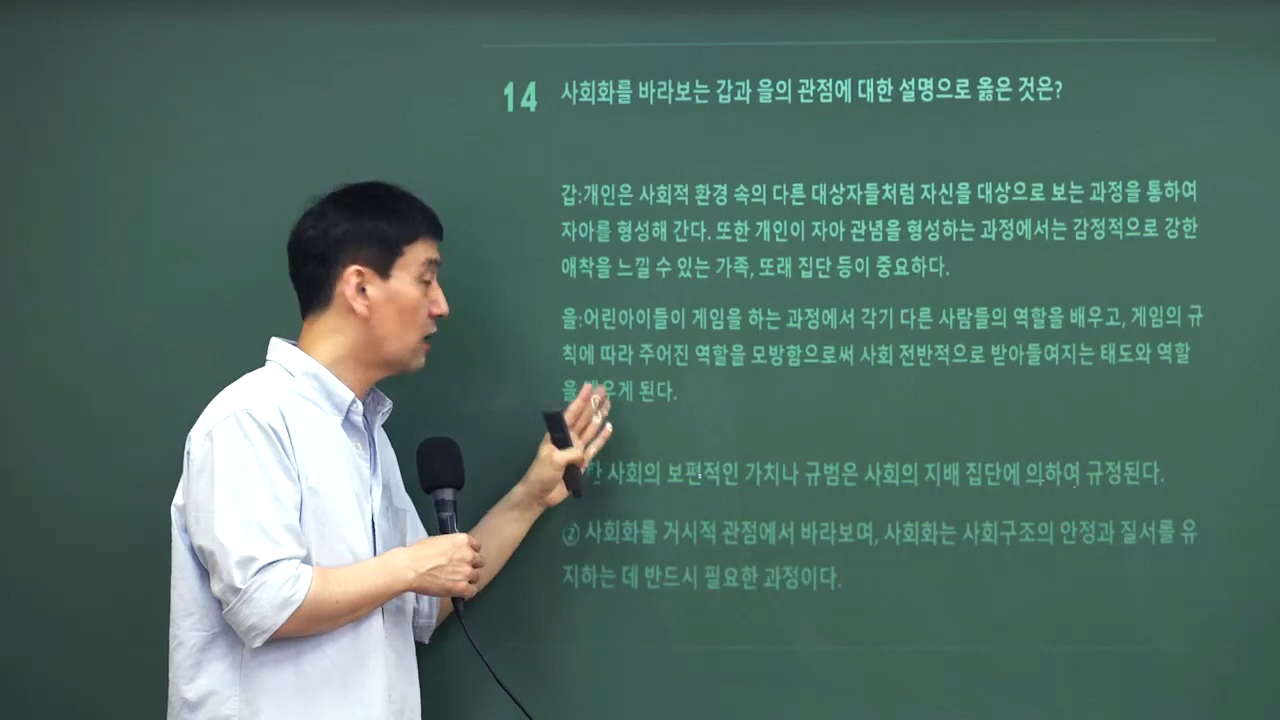 14 사회화를 바라보는 갑과 을의 관점에 대한 설명으로 옳은 것은?
갑:개인은 사회적 환경 속의 다른 대상자들처럼 자신을 대상으로 보는 과정을 통하여
자아를 형성해 간다. 또한 개인이 자아 관념을 형성하는 과정에서는 감정적으로 강한
애착을 느낄 수 있는 가족, 또래 집단 등이 중요하다.
을:어린아이들이 게임을 하는 과정에서 각기 다른 사람들의 역할을 배우고, 게임의 규
칙에 따라 주어진 역할을 모방함으로써 사회 전반적으로 받아들여지는 태도와 역할
을 된다.
사회의 보편적인 가치나 규범은 사회의 지배 집단에 의하여 규정된다.
② 사회화를 거시적 관점에서 바라보며, 사회화는 사회구조의 안정과 질서를 유
지하는 데 반드시 필요한 과정이다.